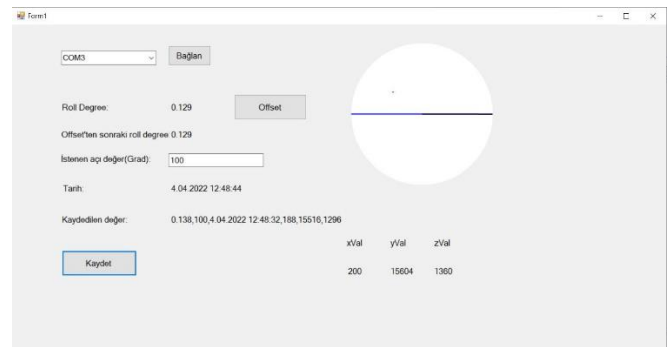 Form1
COM3 Bağlan
Roll Degree: 0.129 Offset
Offset'ten sonraki roll degree 0.129
İstenen açı değer(Grad): 100
Tarih: 4.04.2022 12:48:44
Kaydedilen değer: 0.138,100,4.04.2022 12:48:32,188,15516,1296
xVal yVal zVal
Kaydet
200 15604 1360